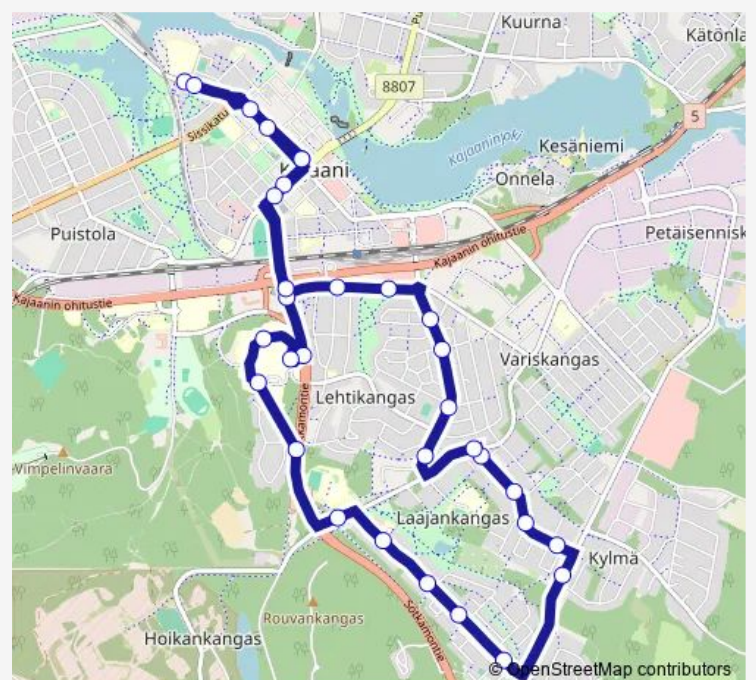 Kuurna
Kätönla
8807
5
Sissikatu
Kajaaninjoki
Kesäniemi
Onnela
Puistola
Kajaanin ohitustie
Petäisennisk
Kajaanin ohitustie
Variskangas
Lehtikangas
Vimpelinvaara
Laajankangas
Kylmä
Rouvankangas
Sotkamontie
Hoikankangas
© OpenStreetMap contributors